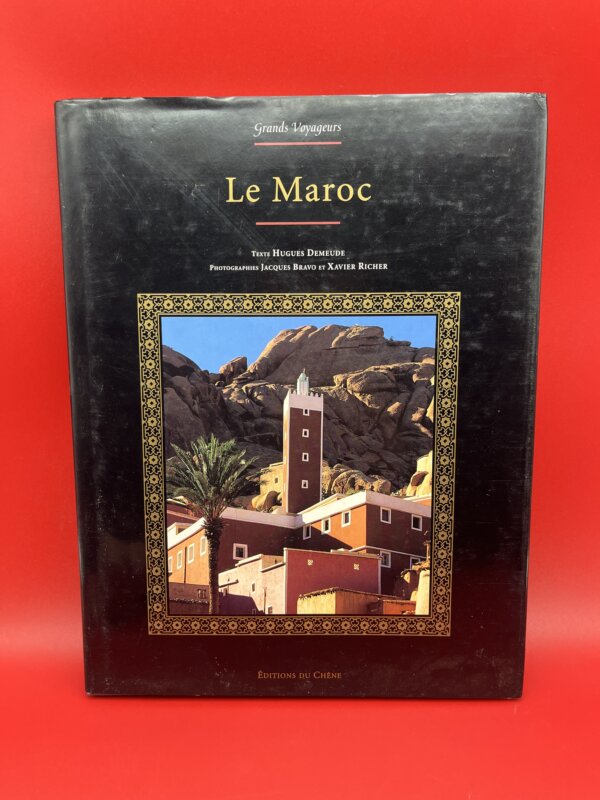 Grands Voyageurs
Le Maroc
Texte Hugues Demeude
Photographies Jacques Bravo et Xavier Richer
Éditions du Chêne